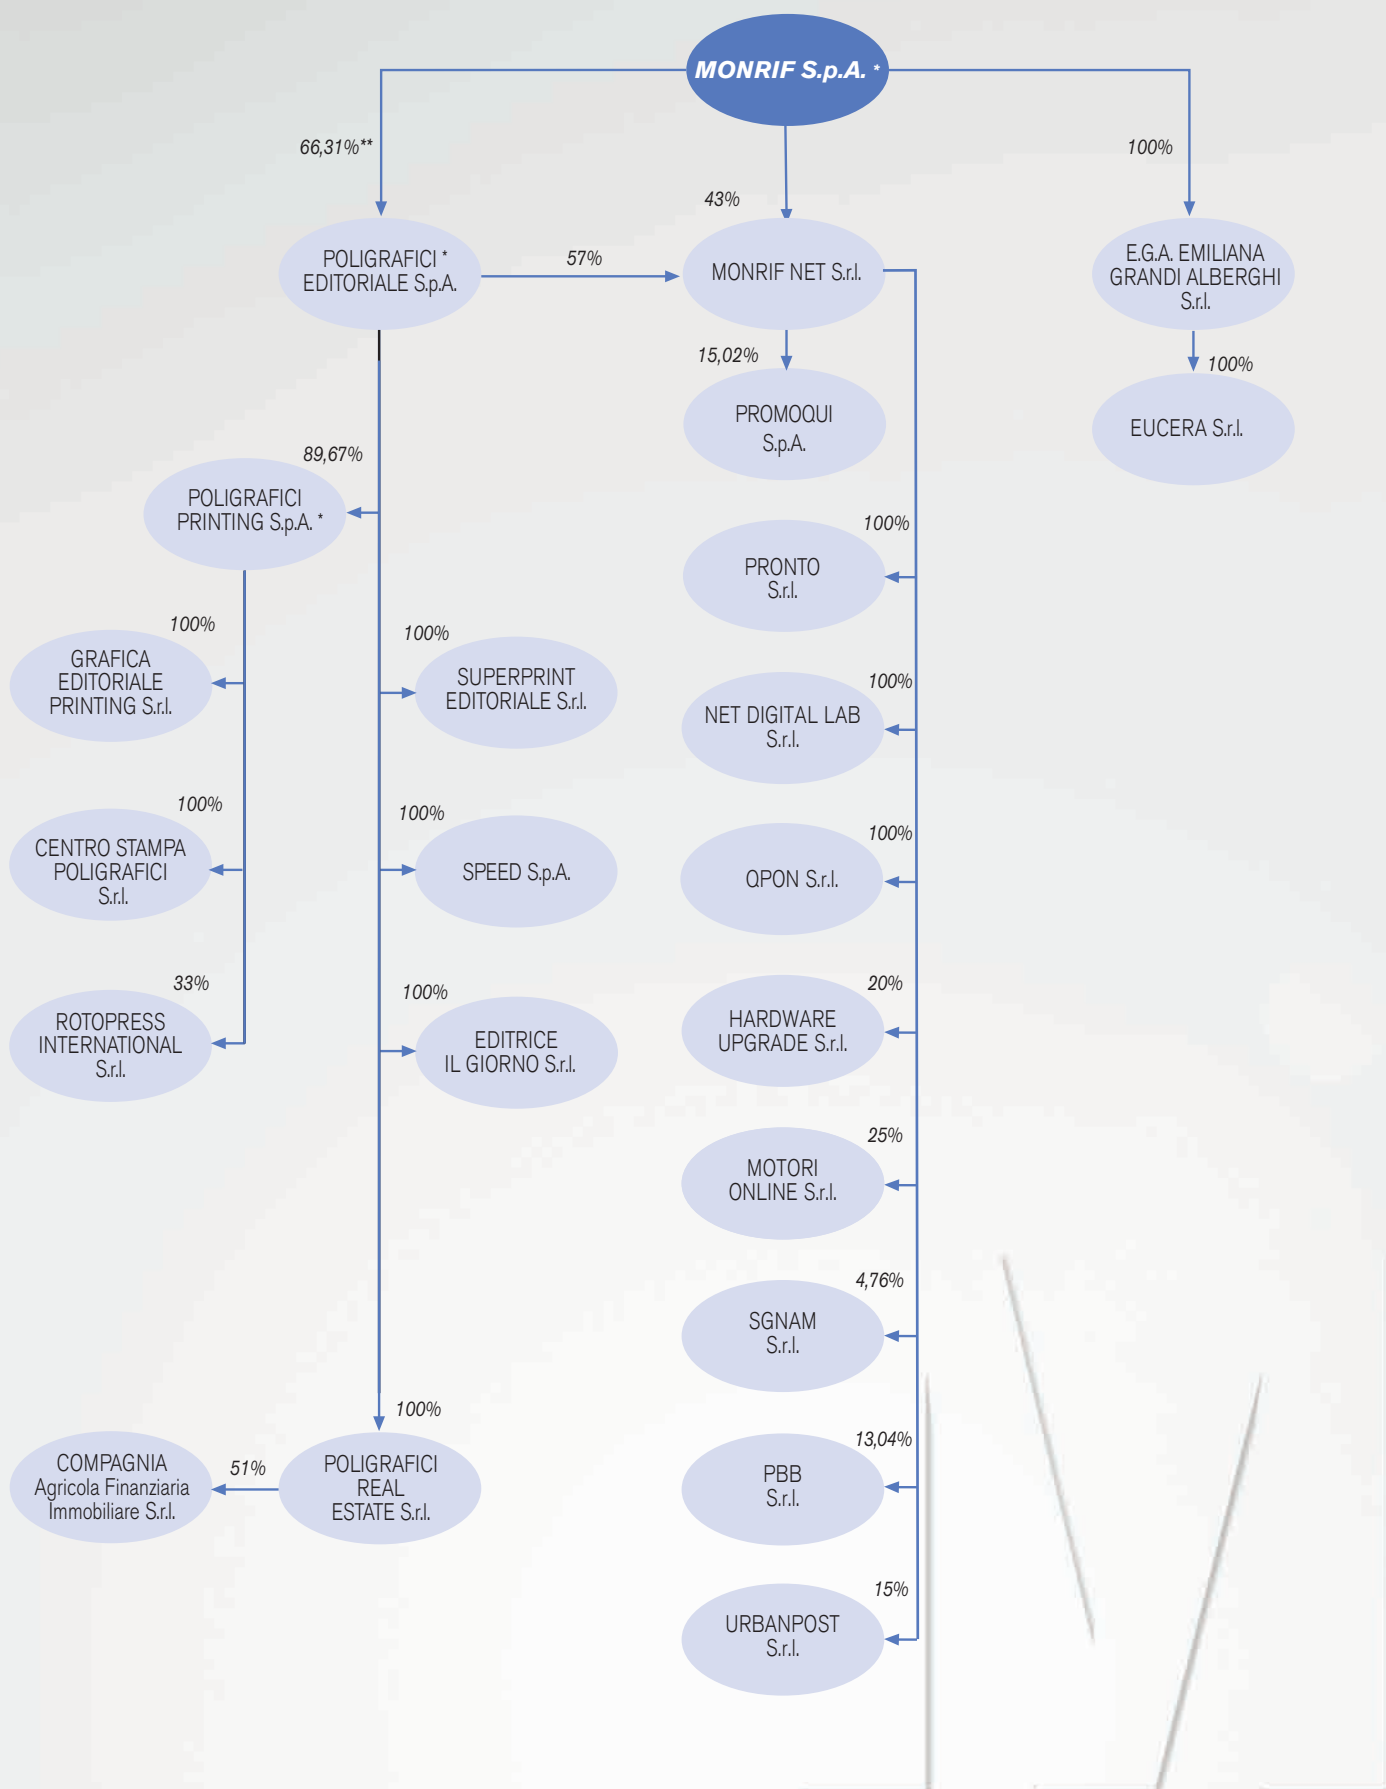 MONRIF S.p.A. *
66,31%**
100%
43%
POLIGRAFICI *
EDITORIALE S.p.A.
57%
MONRIF NET S.r.l.
E.G.A. EMILIANA
GRANDI ALBERGHI
S.r.l.
15,02%
100%
PROMOQUI
S.p.A.
EUCERA S.r.l.
89,67%
POLIGRAFICI
PRINTING S.p.A. *
100%
PRONTO
S.r.l.
100%
GRAFICA
EDITORIALE
PRINTING S.r.l.
100%
SUPERPRINT
EDITORIALE S.r.l.
100%
NET DIGITAL LAB
S.r.l.
100%
CENTRO STAMPA
POLIGRAFICI
S.r.l.
100%
SPEED S.p.A.
100%
QPON S.r.l.
33%
ROTOPRESS
INTERNATIONAL
S.r.l.
100%
EDITRICE
IL GIORNO S.r.l.
20%
HARDWARE
UPGRADE S.r.l.
25%
MOTORI
ONLINE S.r.l.
4,76%
SGNAM
S.r.l.
100%
COMPAGNIA
Agricola Finanziaria
Immobiliare S.r.l.
51%
POLIGRAFICI
REAL
ESTATE S.r.l.
13,04%
PBB
S.r.l.
15%
URBANPOST
S.r.l.